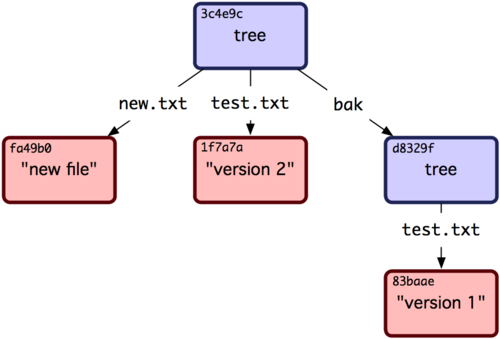 3c4e9c
tree
new.txt test.txt bak
fa49b0
"new file"
1f7a7a
"version 2"
d8329f
tree
test.txt
83baae
"version 1"